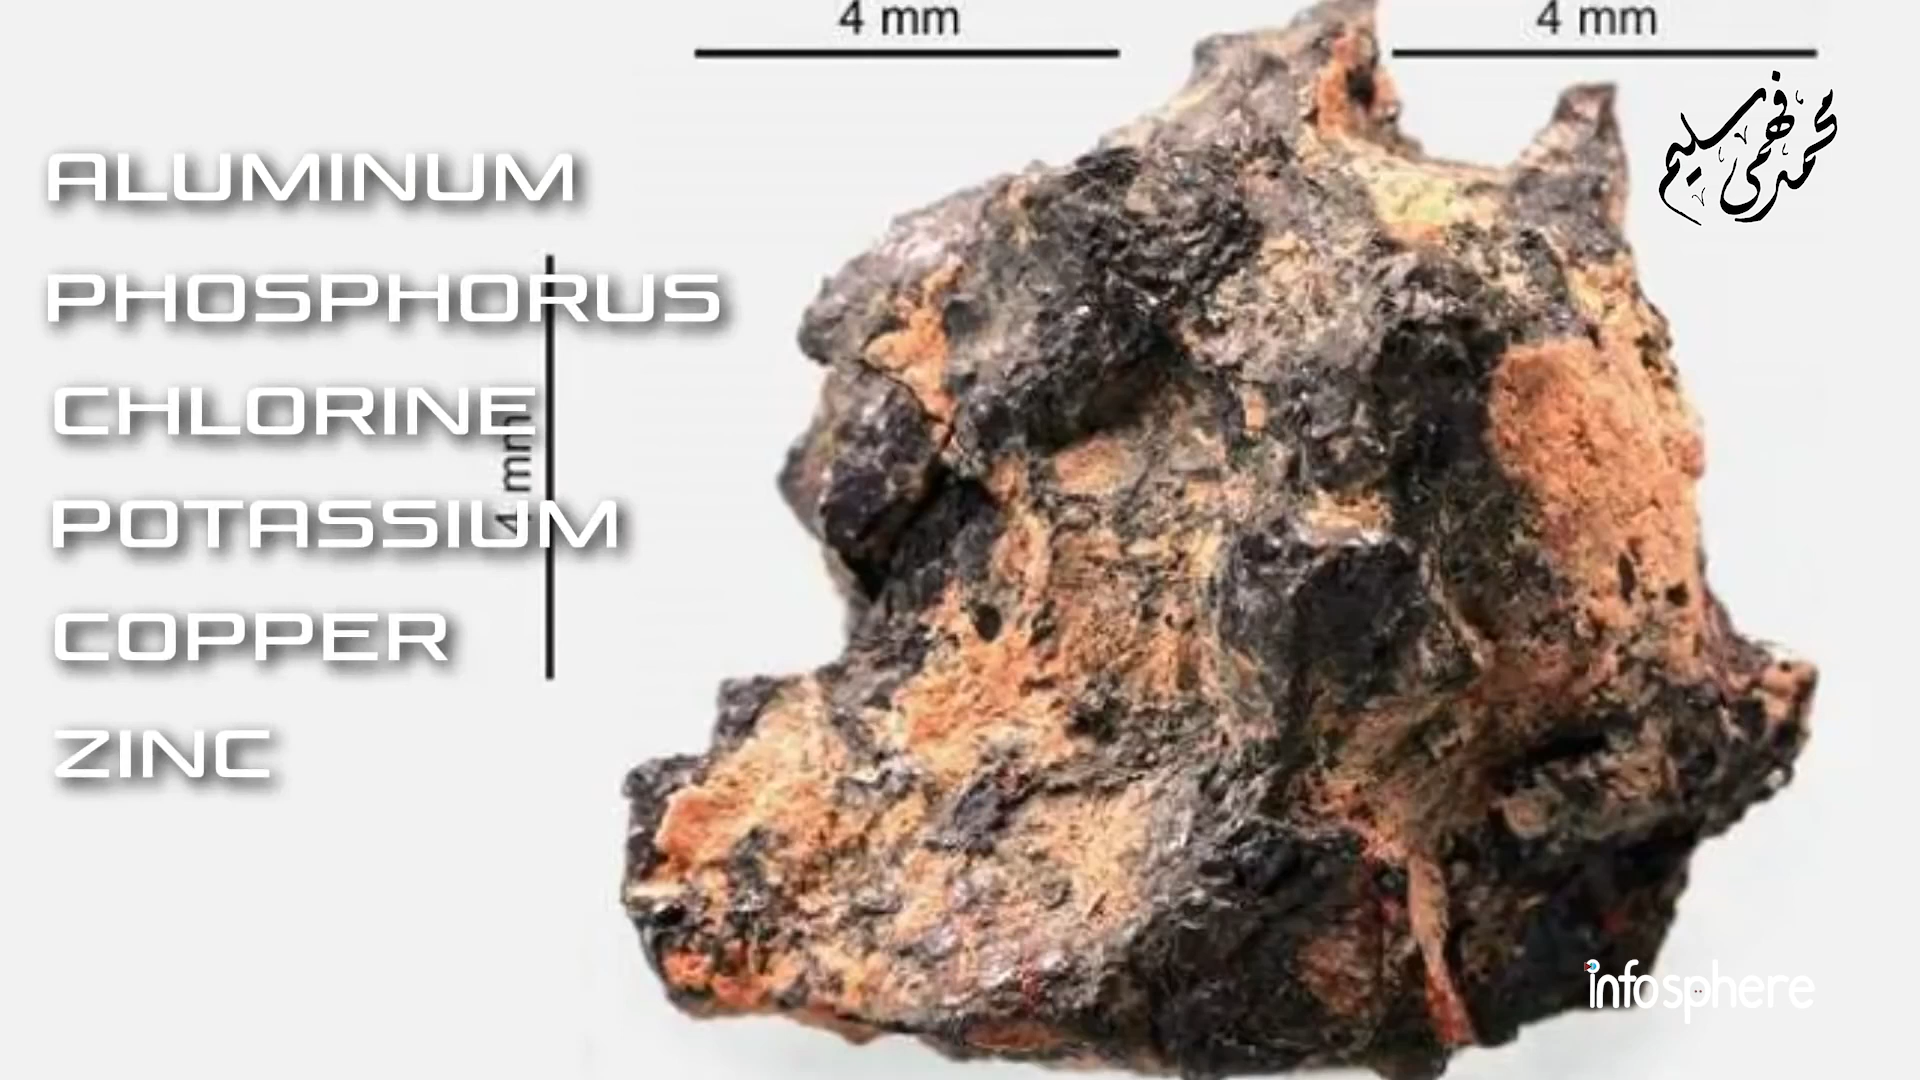 4 mm
4 mm
محمد فهمي سليم
ALUMINUM
PHOSPHORUS
CHLORINE
4 mm
POTASSIUM
COPPER
ZINC
infosphere